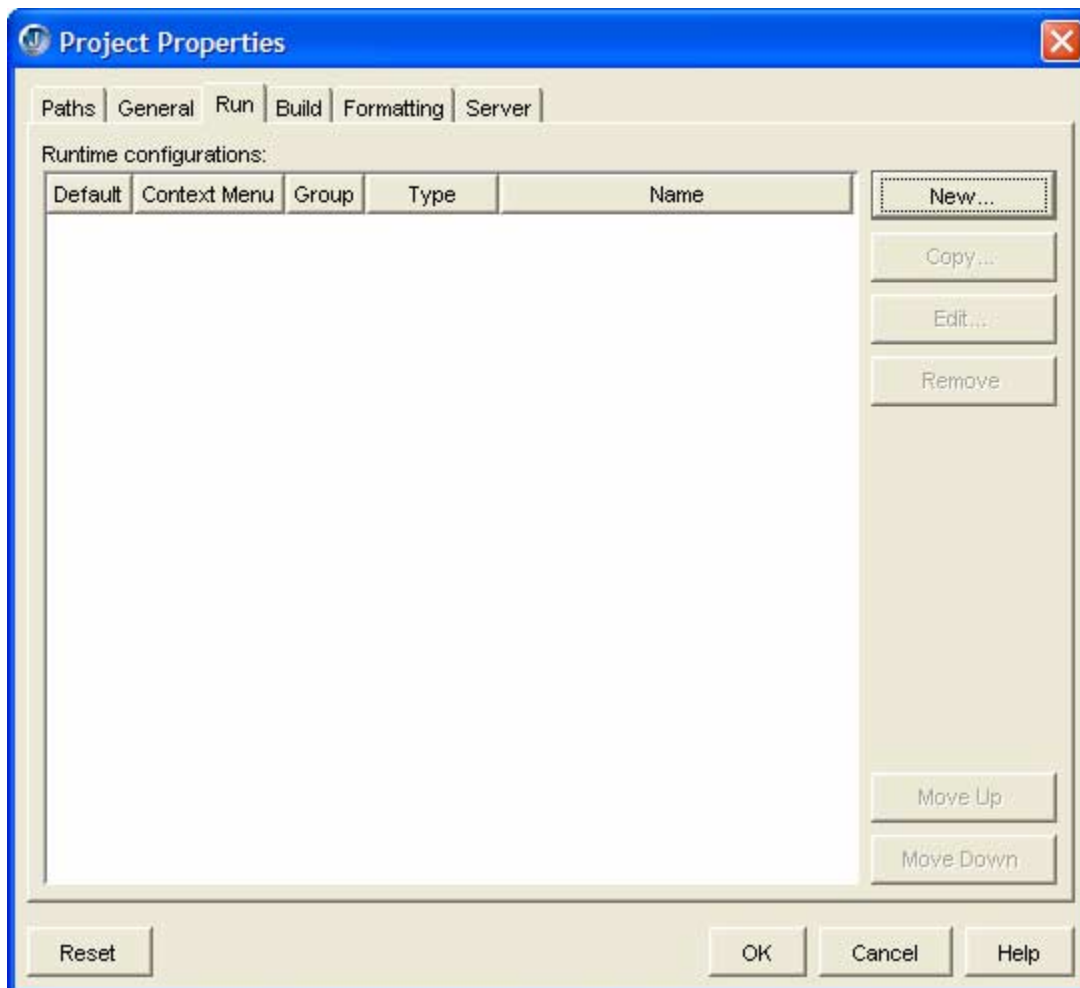 Project Properties
Paths General Run Build Formatting Server
Runtime configurations:
Default Context Menu Group Type Name
New...
Copy...
Edit...
Remove
Move Up
Move Down
Reset OK Cancel Help